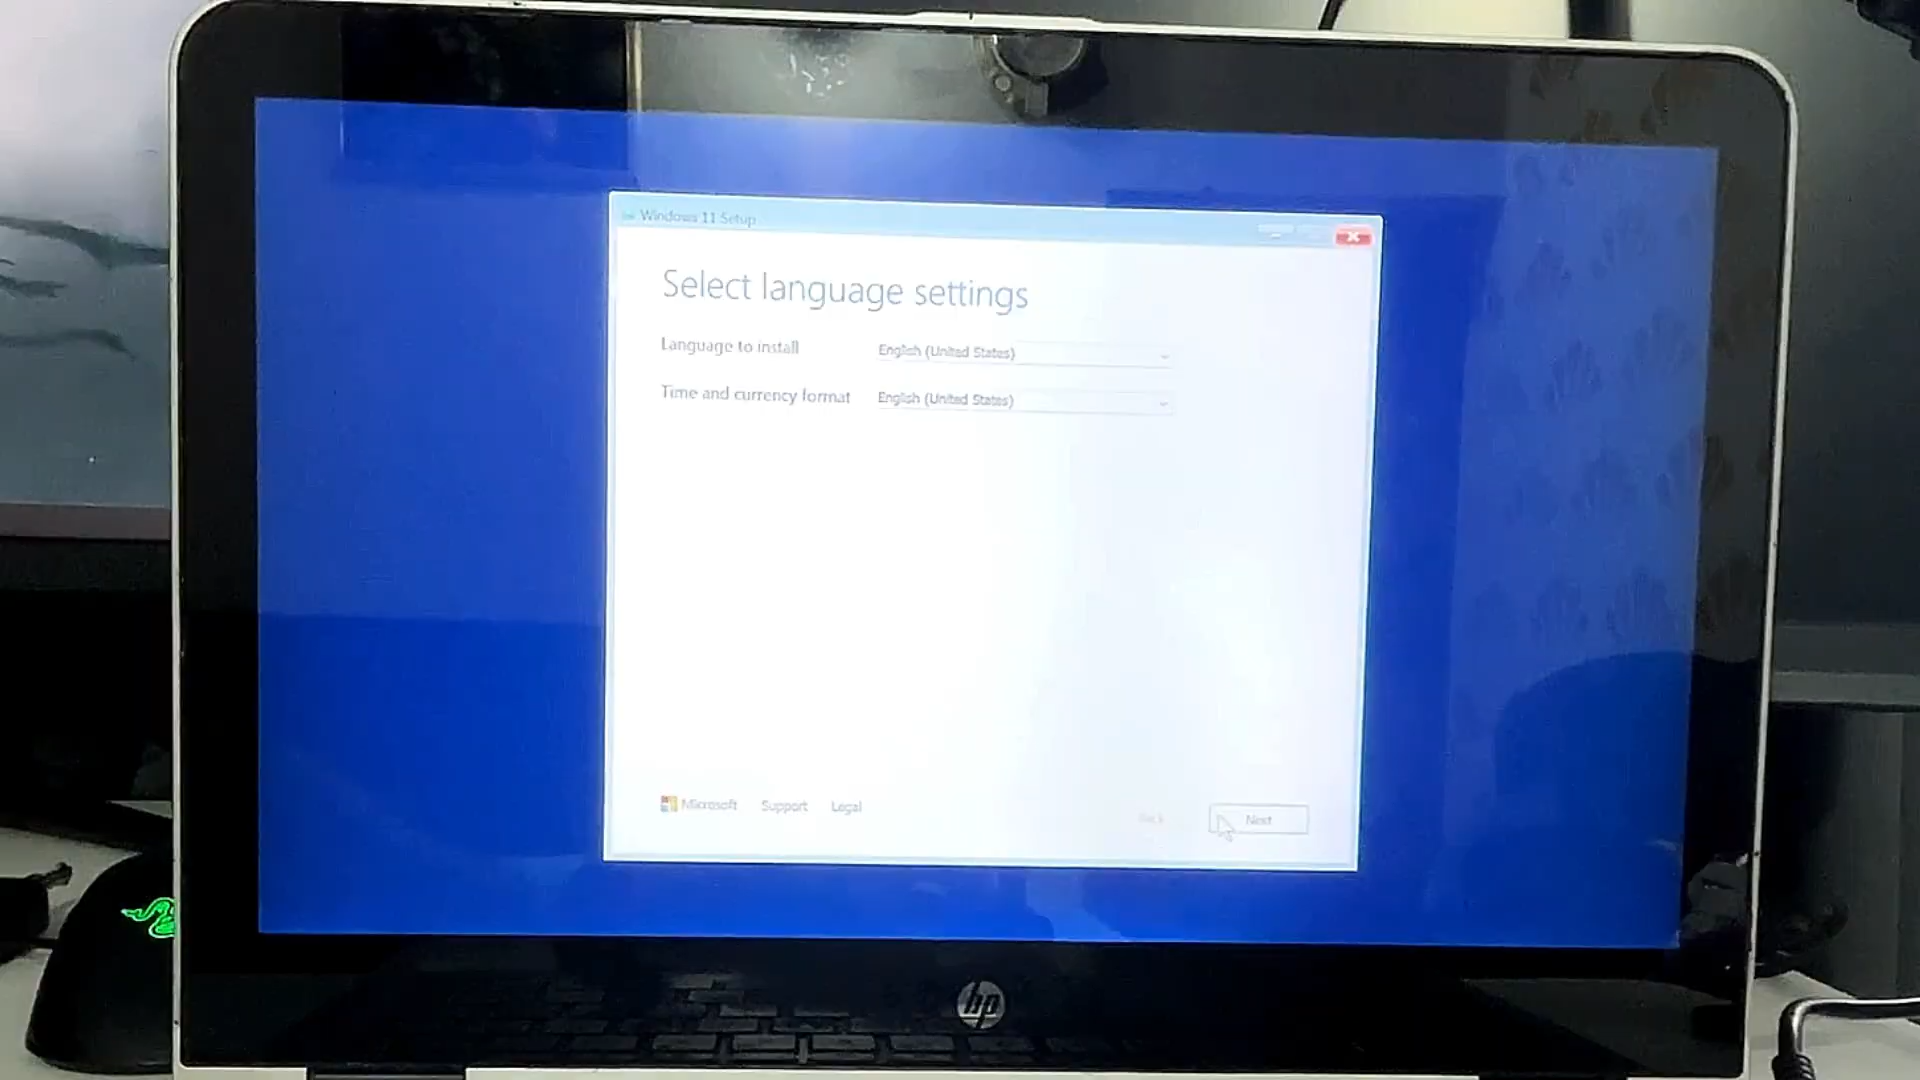 Windows 11 Setup
Select language settings
Language to install English (United States)
Time and currency format English (United States)
Microsoft Support Legal Back Next
hp